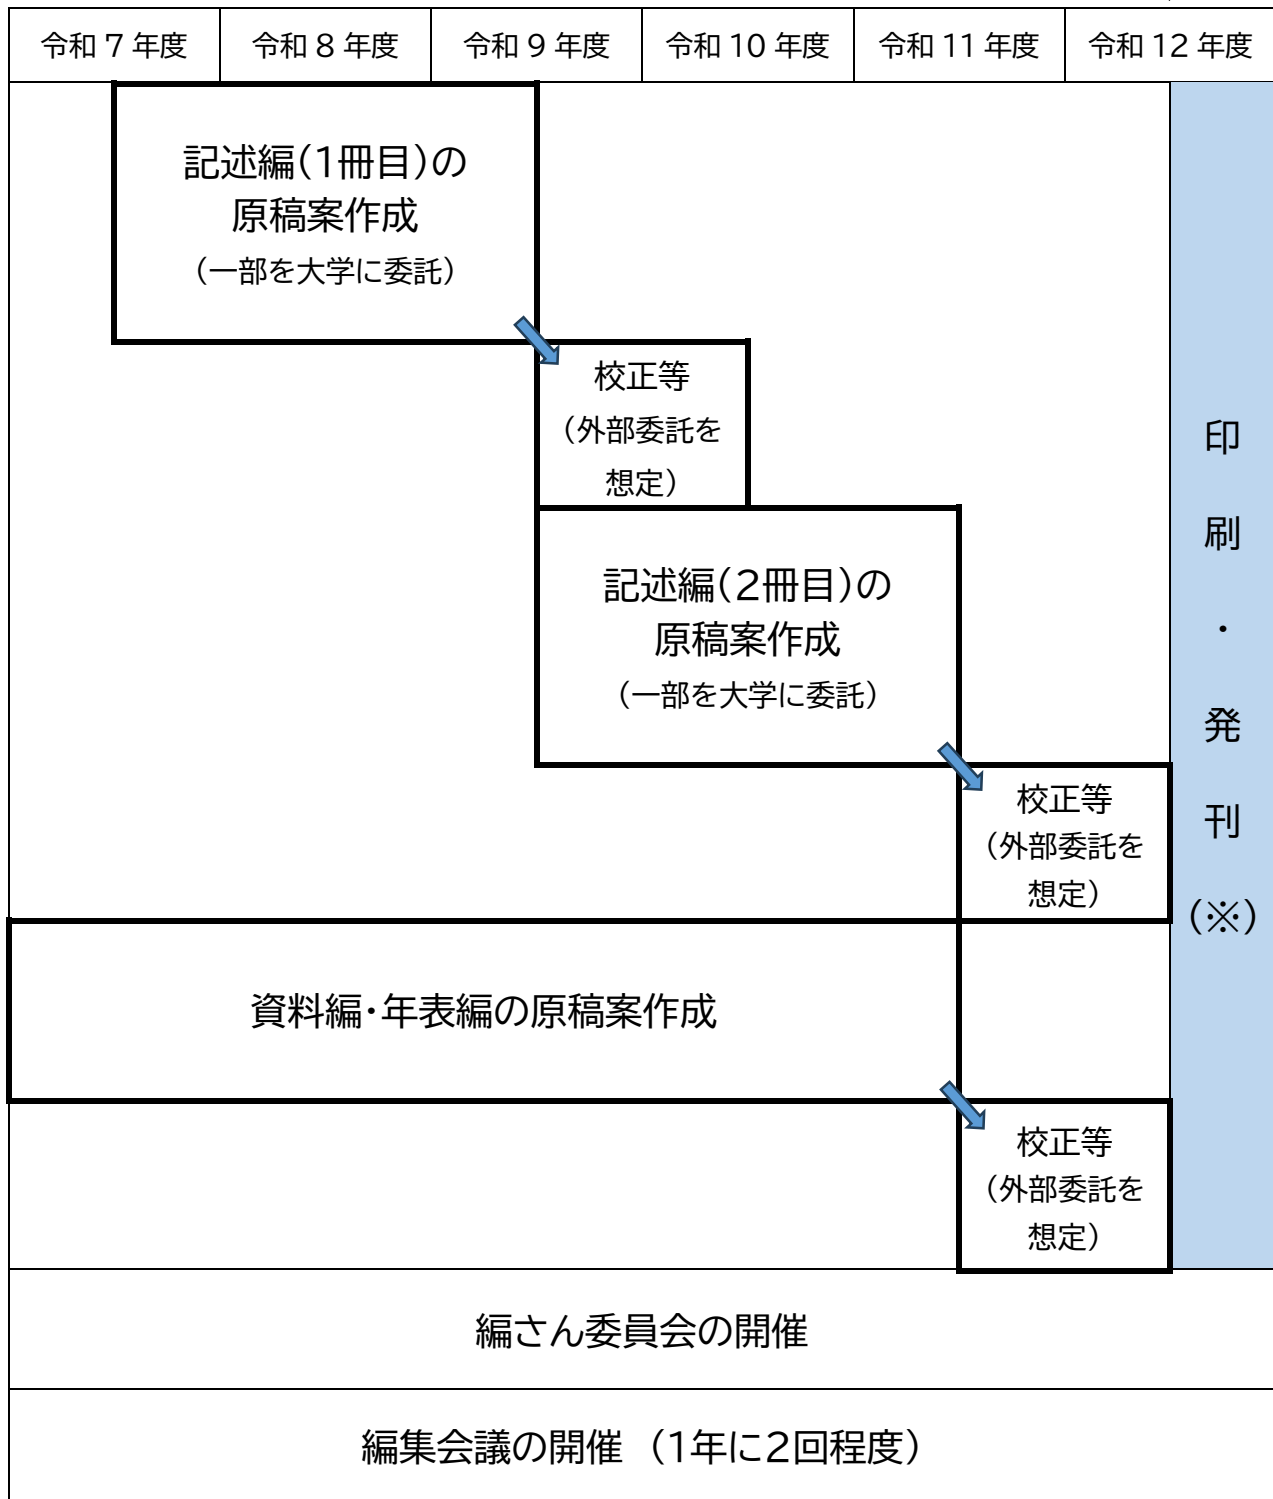 令和7年度 令和8年度 令和9年度 令和10年度 令和11年度 令和12年度
記述編(1冊目)の
原稿案作成
(一部を大学に委託)
校正等
(外部委託を
想定)
記述編(2冊目)の
原稿案作成
(一部を大学に委託)
校正等
(外部委託を
想定)
資料編・年表編の原稿案作成
校正等
(外部委託を
想定)
印
刷
・
発
刊
(※)
編さん委員会の開催
編集会議の開催 (1年に2回程度)